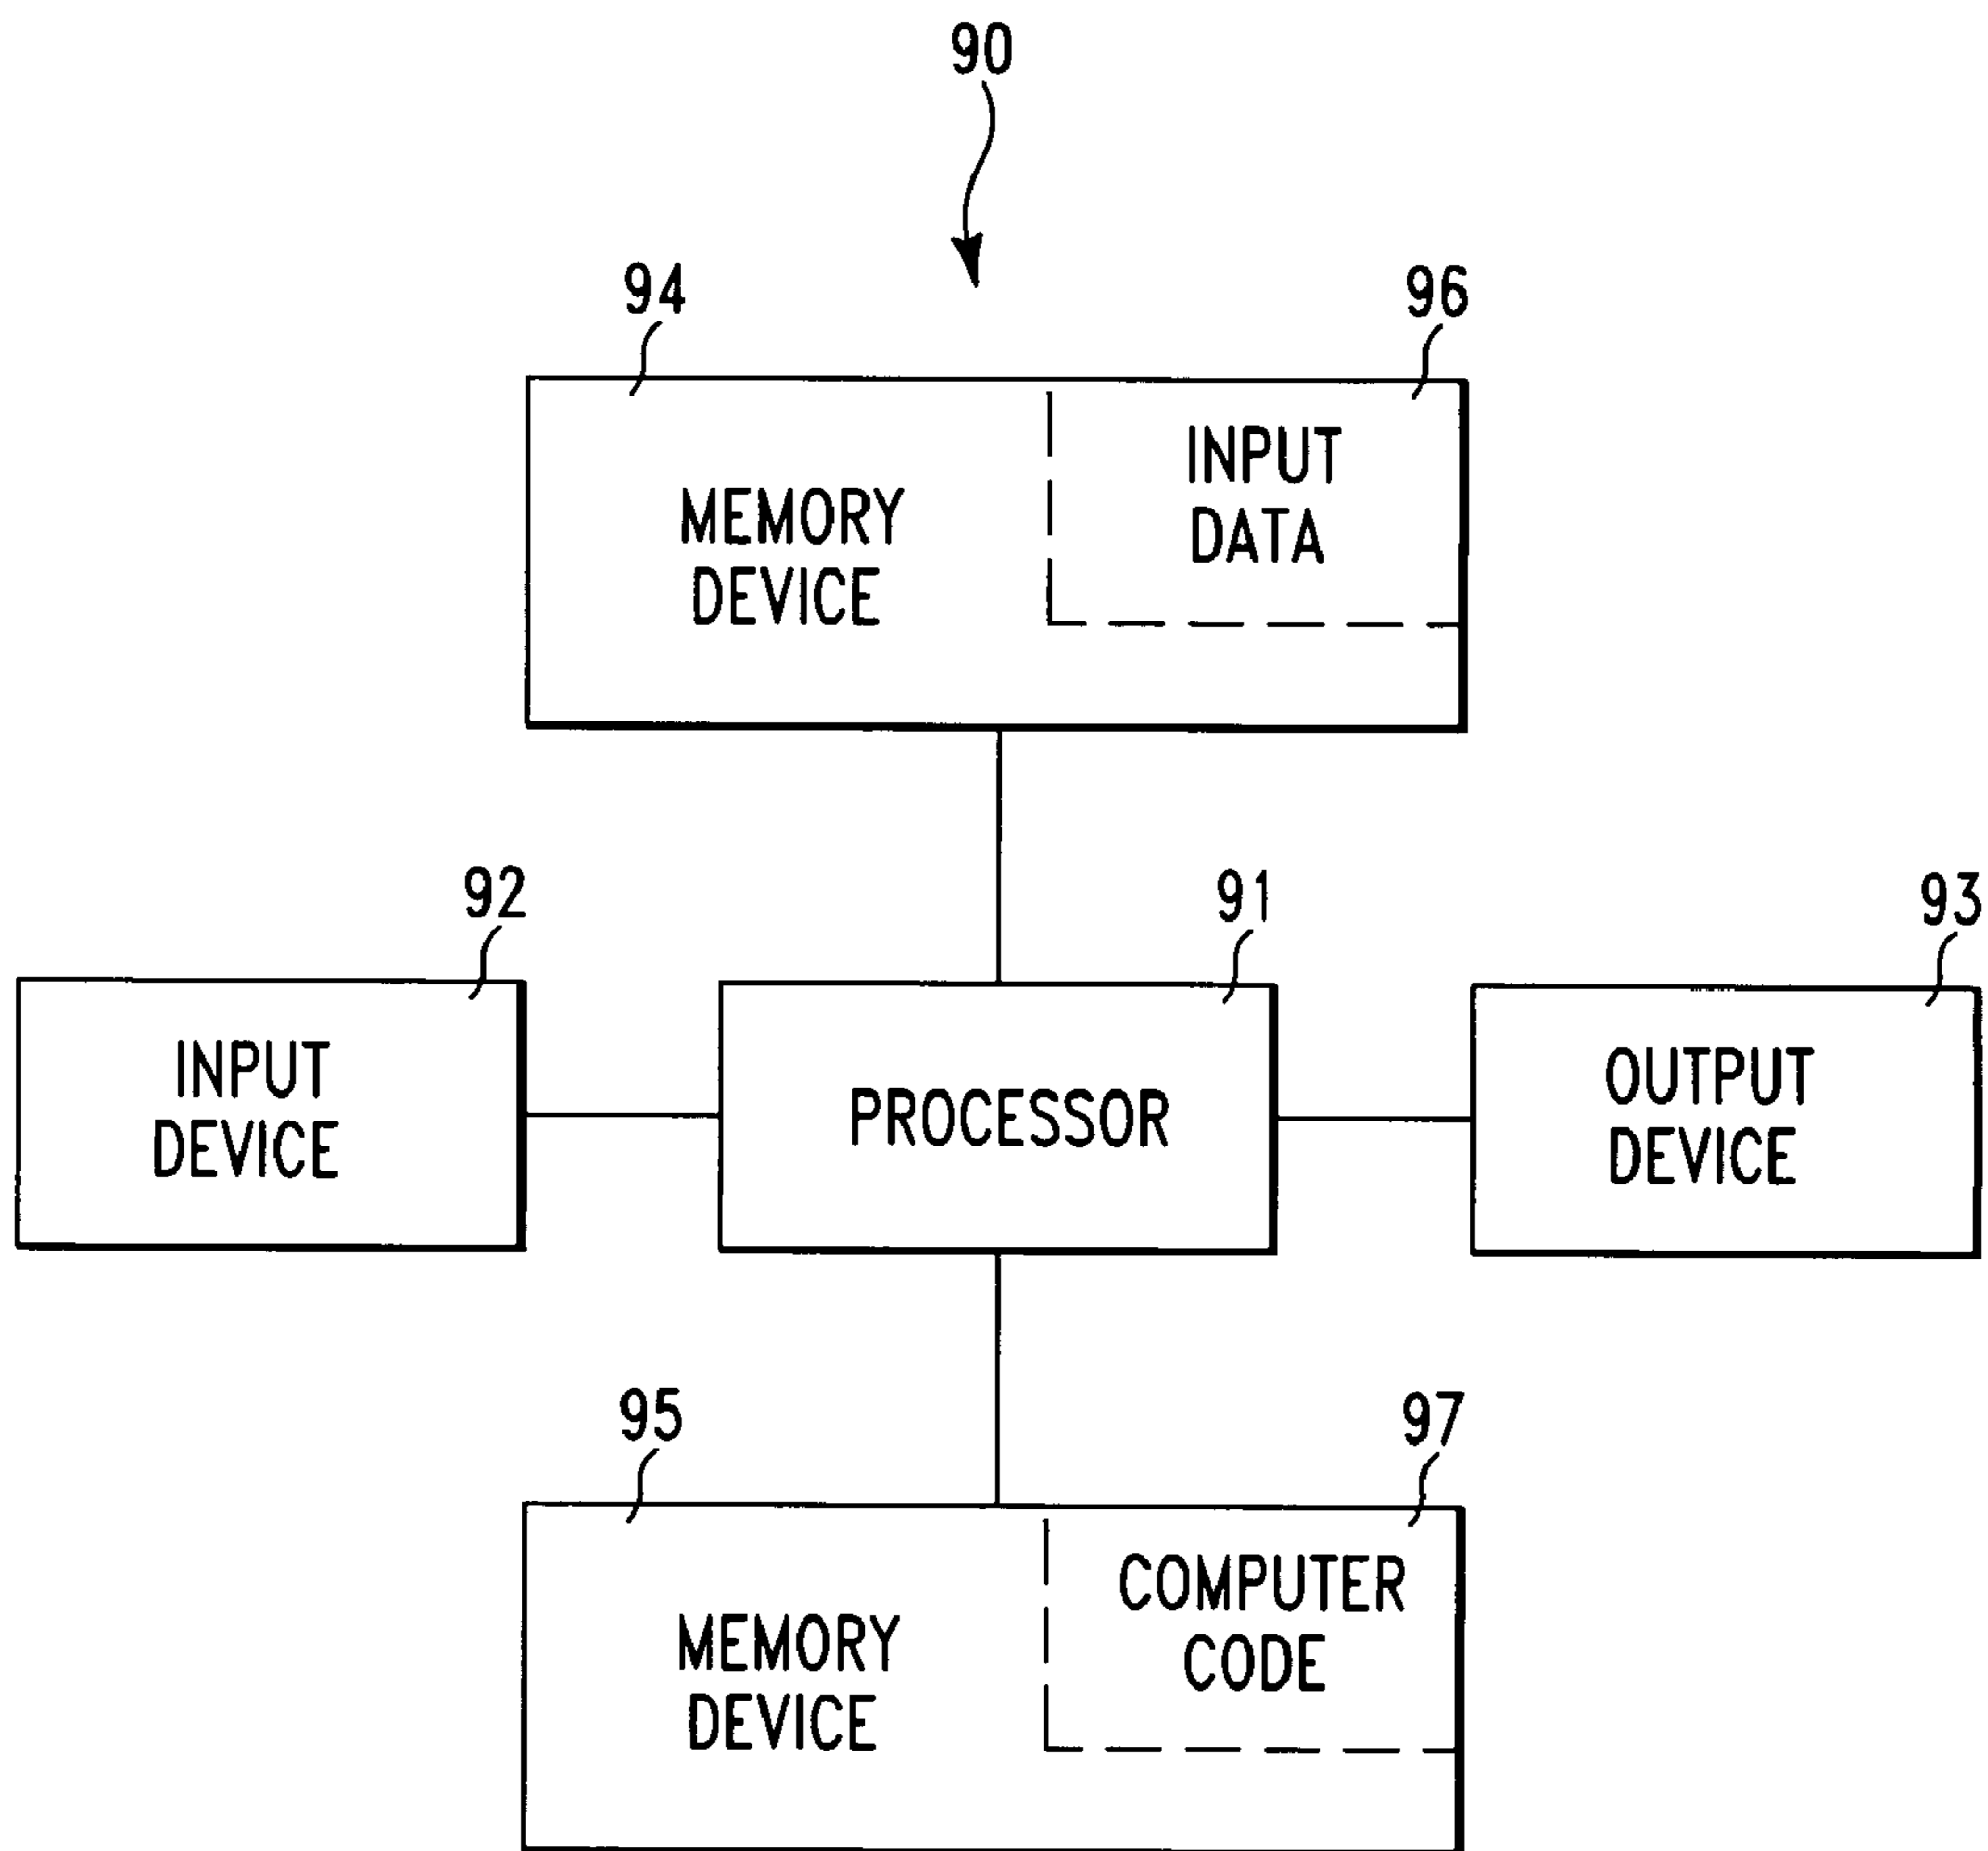 90
94
96
MEMORY
DEVICE
INPUT
DATA
92
91
93
INPUT
DEVICE
PROCESSOR
OUTPUT
DEVICE
95
97
MEMORY
DEVICE
COMPUTER
CODE